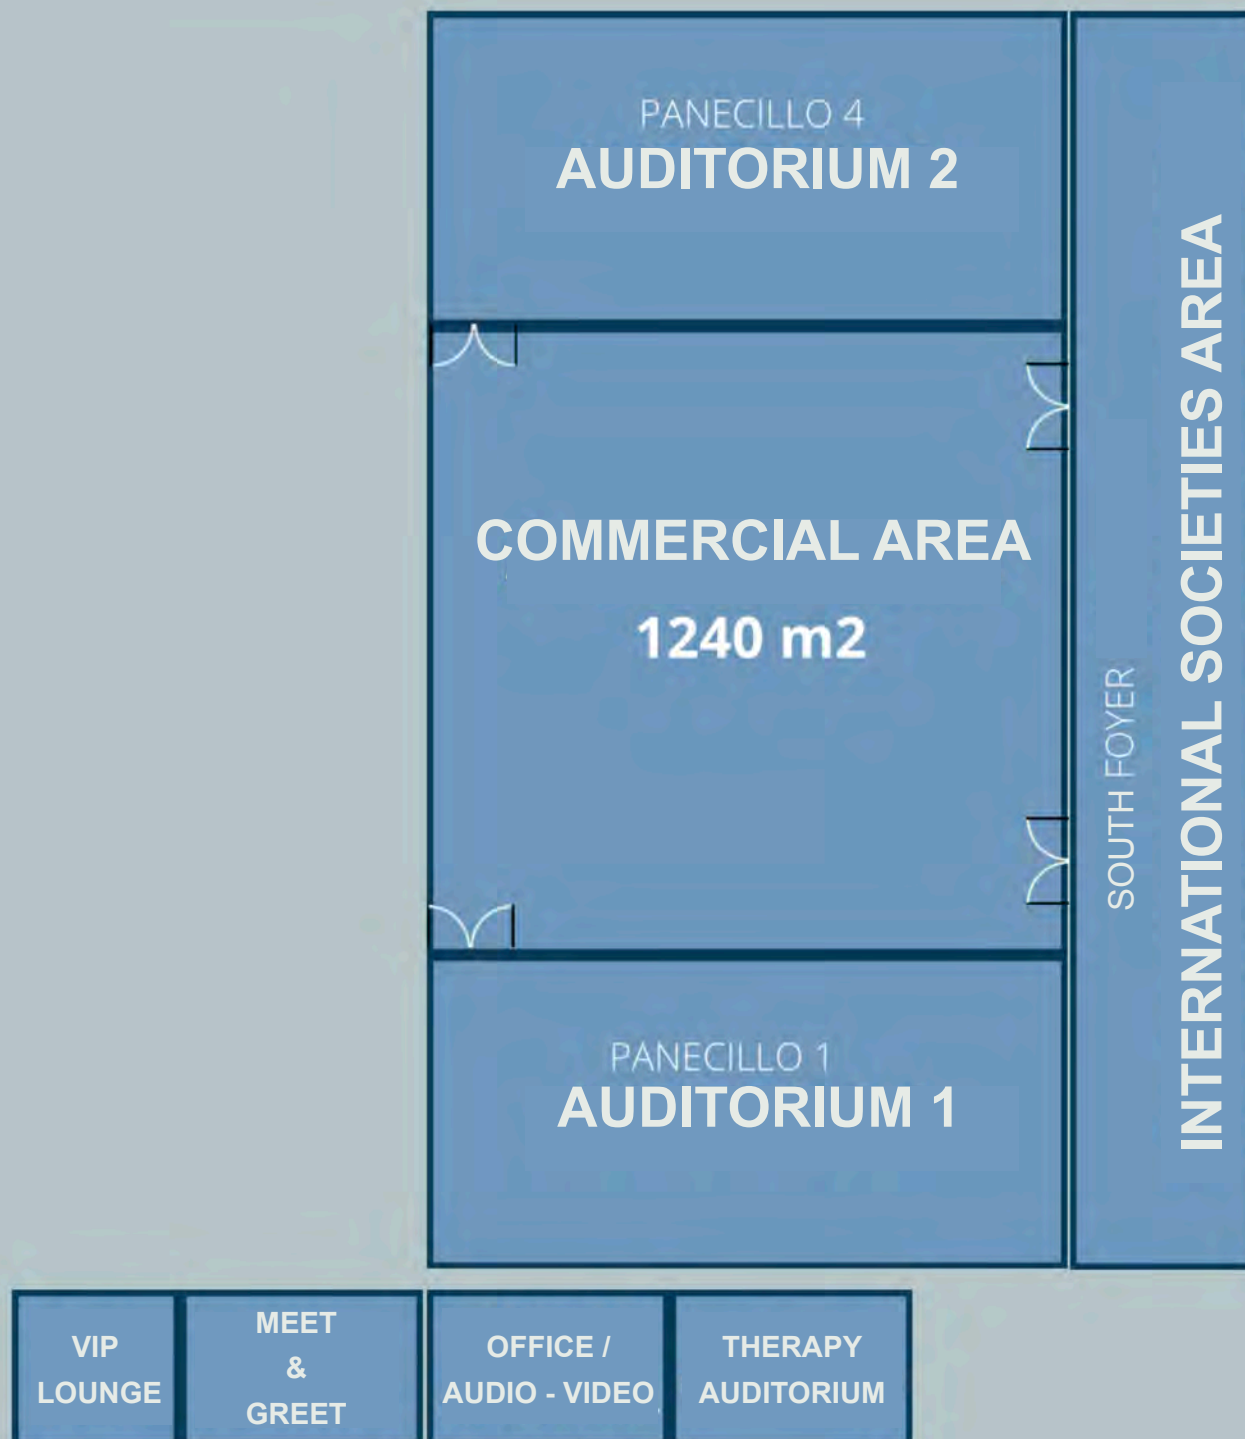 PANECILLO 4
AUDITORIUM 2
COMMERCIAL AREA
1240 m2
SOUTH FOYER
INTERNATIONAL SOCIETIES AREA
PANECILLO 1
AUDITORIUM 1
VIP
LOUNGE
MEET
&
GREET
OFFICE /
AUDIO - VIDEO
THERAPY
AUDITORIUM